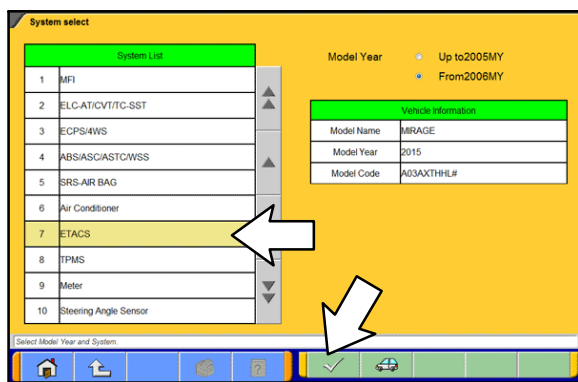 System select
System List
1 MFI
2 ELC-AT/CVT/TC-SST
3 ECPS/4WS
4 ABS/ASC/ASTC/WSS
5 SRS-AIR BAG
6 Air Conditioner
7 ETACS
8 TPMS
9 Meter
10 Steering Angle Sensor
Model Year
Up to2005MY
From2006MY
Vehicle Information
Model Name MIRAGE
Model Year 2015
Model Code A03AXTHHL#
Select Model Year and System.
?